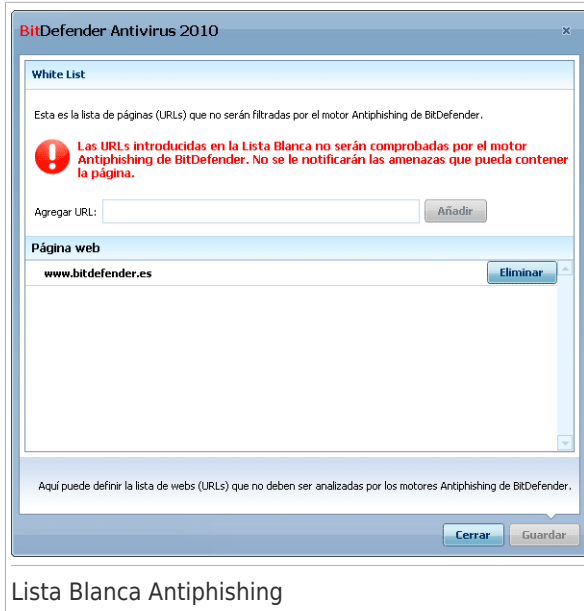 BitDefender Antivirus 2010
x
White List
Esta es la lista de páginas (URLs) que no serán filtradas por el motor Antiphishing de BitDefender.
Las URLs introducidas en la Lista Blanca no serán comprobadas por el motor
Antiphishing de BitDefender. No se le notificarán las amenazas que pueda contener
la página.
Agregar URL:
Añadir
Página web
www.bitdefender.es
Eliminar
Aquí puede definir la lista de webs (URLs) que no deben ser analizadas por los motores Antiphishing de BitDefender.
Cerrar
Guardar
Lista Blanca Antiphishing